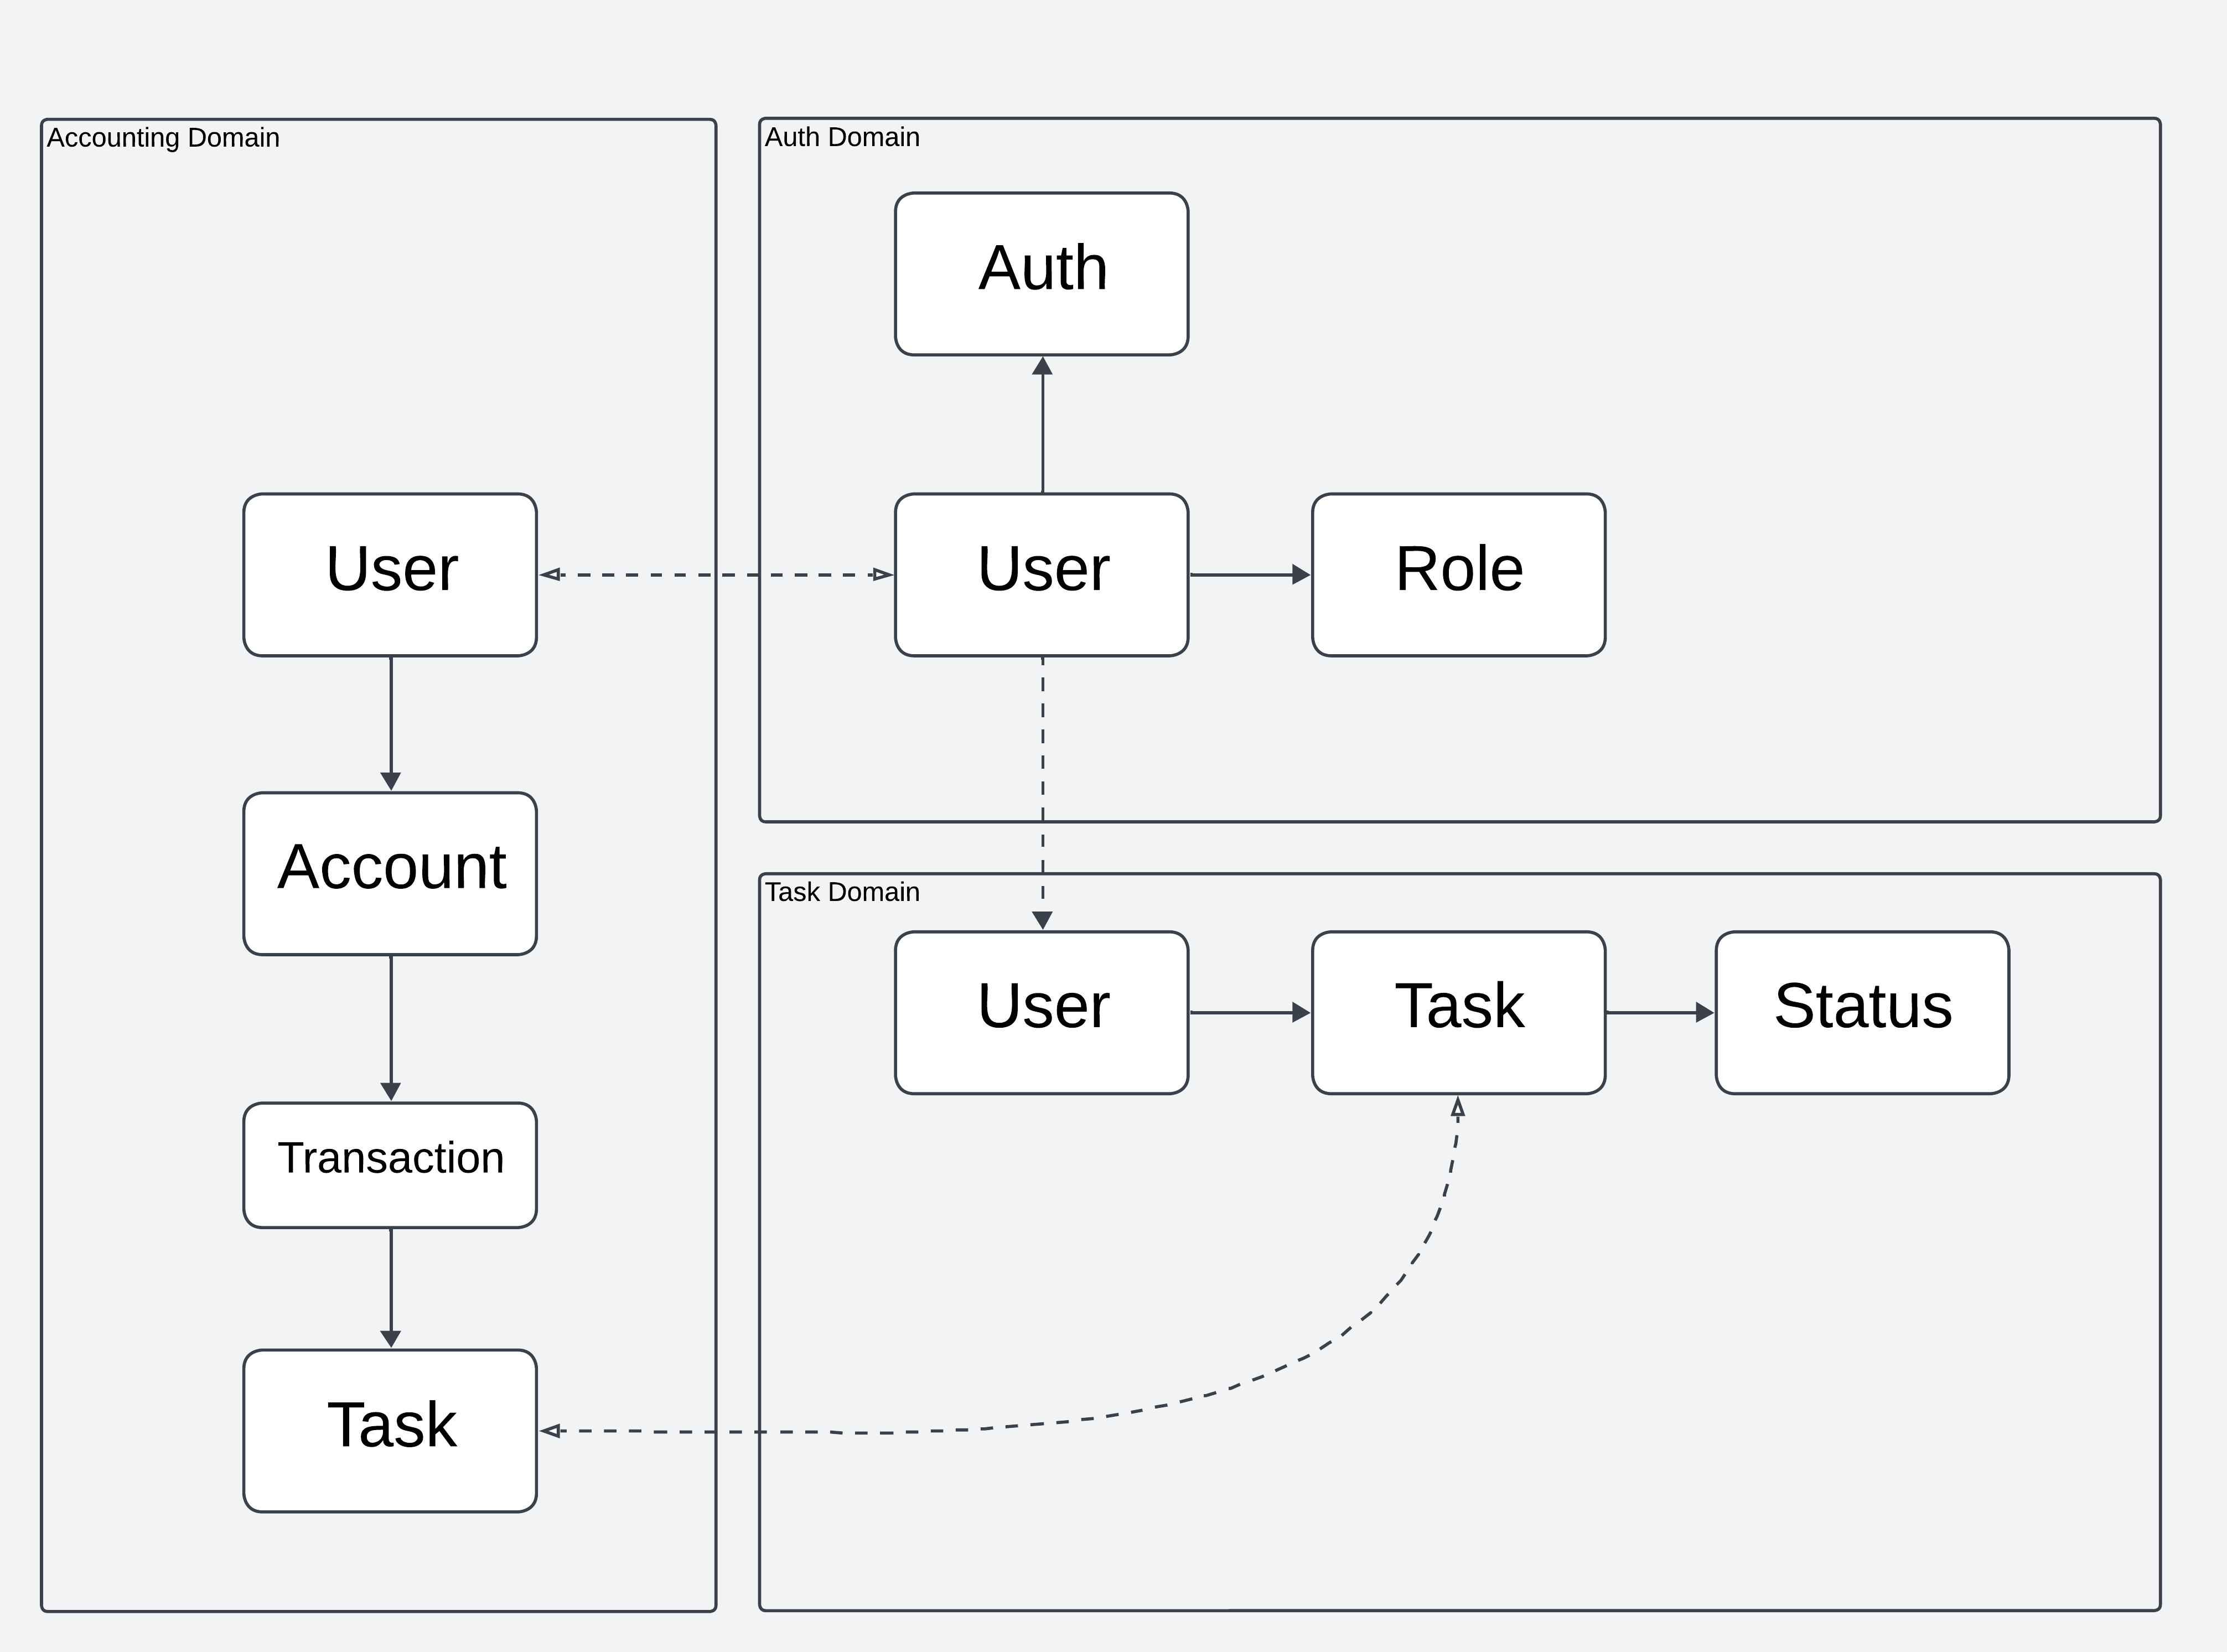 Accounting Domain
User
Account
Transaction
Task
Auth Domain
Auth
User
Role
Task Domain
User
Task
Status